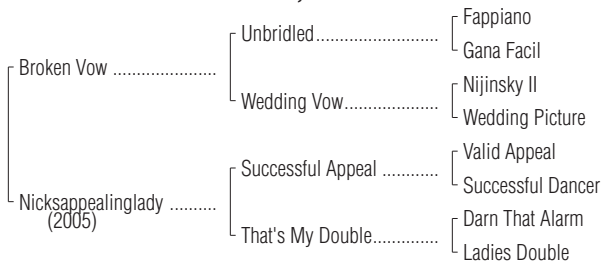 Fappiano
Unbridled
Gana Facil
Broken Vow
Nijinsky II
Wedding Vow
Wedding Picture
Valid Appeal
Successful Appeal
Successful Dancer
Nicksappealinglady
(2005)
Darn That Alarm
That's My Double
Ladies Double